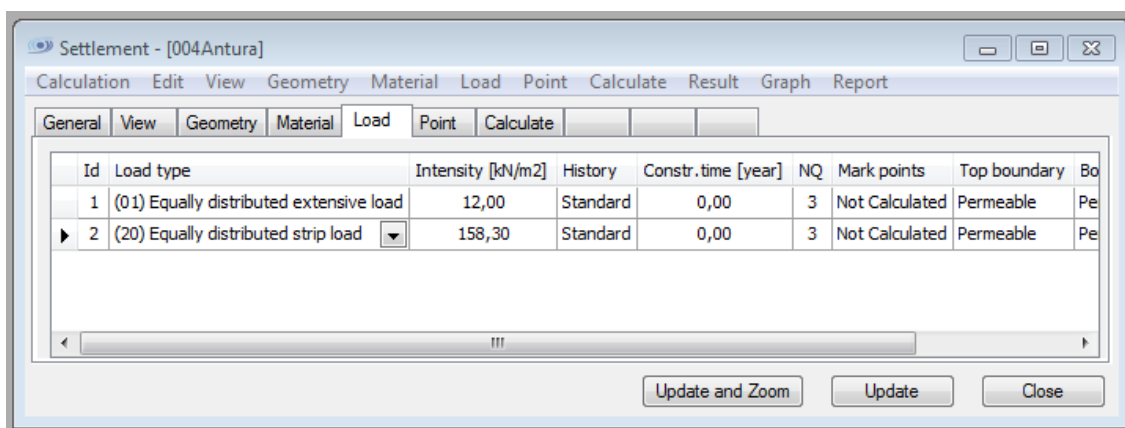 Settlement - [004Antura]
Calculation Edit View Geometry Material Load Point Calculate Result Graph Report
General View Geometry Material Load Point Calculate
Id Load type Intensity [kN/m2] History Constr.time [year] NQ Mark points Top boundary Bo
1 (01) Equally distributed extensive load 12,00 Standard 0,00 3 Not Calculated Permeable Pe
2 (20) Equally distributed strip load 158,30 Standard 0,00 3 Not Calculated Permeable Pe
Update and Zoom Update Close